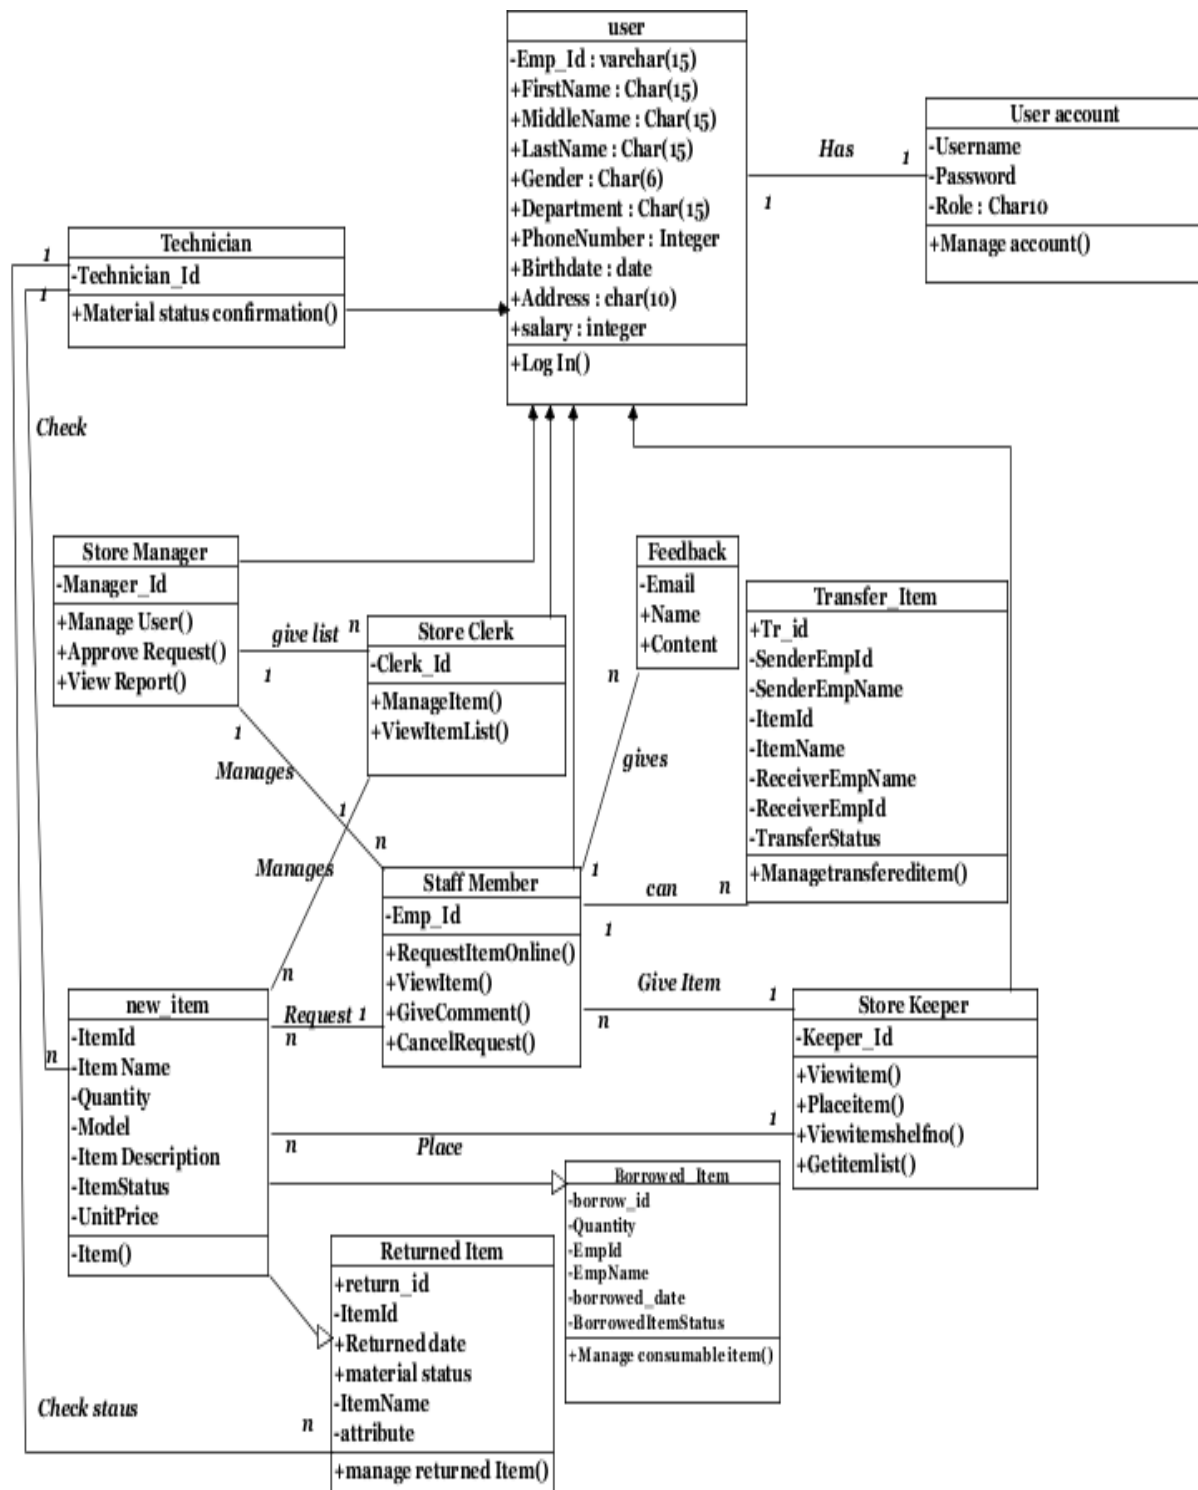 user
-Emp_Id : varchar(15)
+FirstName : Char(15)
+MiddleName : Char(15)
+LastName : Char(15)
+Gender : Char(6)
+Department : Char(15)
+PhoneNumber : Integer
+Birthdate : date
+Address : char(10)
+salary : integer
+Log In()
Has
1
1
User account
-Username
-Password
-Role : Char10
+Manage account()
1
1
Technician
-Technician_Id
+Material status confirmation()
Check
Store Manager
-Manager_Id
+Manage User()
+Approve Request()
+View Report()
give list
n
1
Store Clerk
-Clerk_Id
+ManageItem()
+ViewItemList()
Feedback
-Email
+Name
+Content
n
gives
1
Transfer_Item
+Tr_id
-SenderEmpId
-SenderEmpName
-ItemId
-ItemName
-ReceiverEmpName
-ReceiverEmpId
-TransferStatus
+Managetransfereditem()
1
Manages
n
1
Manages
n
Staff Member
-Emp_Id
+RequestItemOnline()
+ViewItem()
+GiveComment()
+CancelRequest()
can
n
1
Give Item
1
n
Store Keeper
-Keeper_Id
+Viewitem()
+Placeitem()
+Viewitemshelfno()
+Getitemlist()
n
new_item
-ItemId
-Item Name
-Quantity
-Model
-Item Description
-ItemStatus
-UnitPrice
-Item()
Request 1
n
n
Place
1
Borrowed_Item
-borrow_id
-Quantity
-EmpId
-EmpName
-borrowed_date
-BorrowedItemStatus
+Manage consumable item()
Returned Item
+return_id
-ItemId
+Returned date
+material status
-ItemName
-attribute
+manage returned Item()
Check staus
n